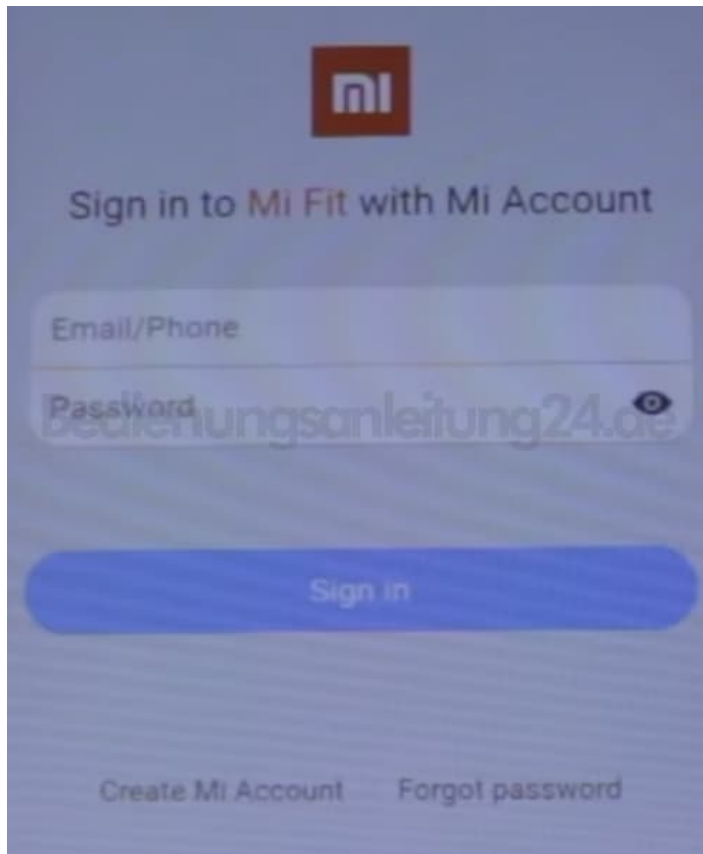 mi
Sign in to Mi Fit with Mi Account
Email/Phone
Password
Bedienungsanleitung24.de
Sign in
Create Mi Account
Forgot password